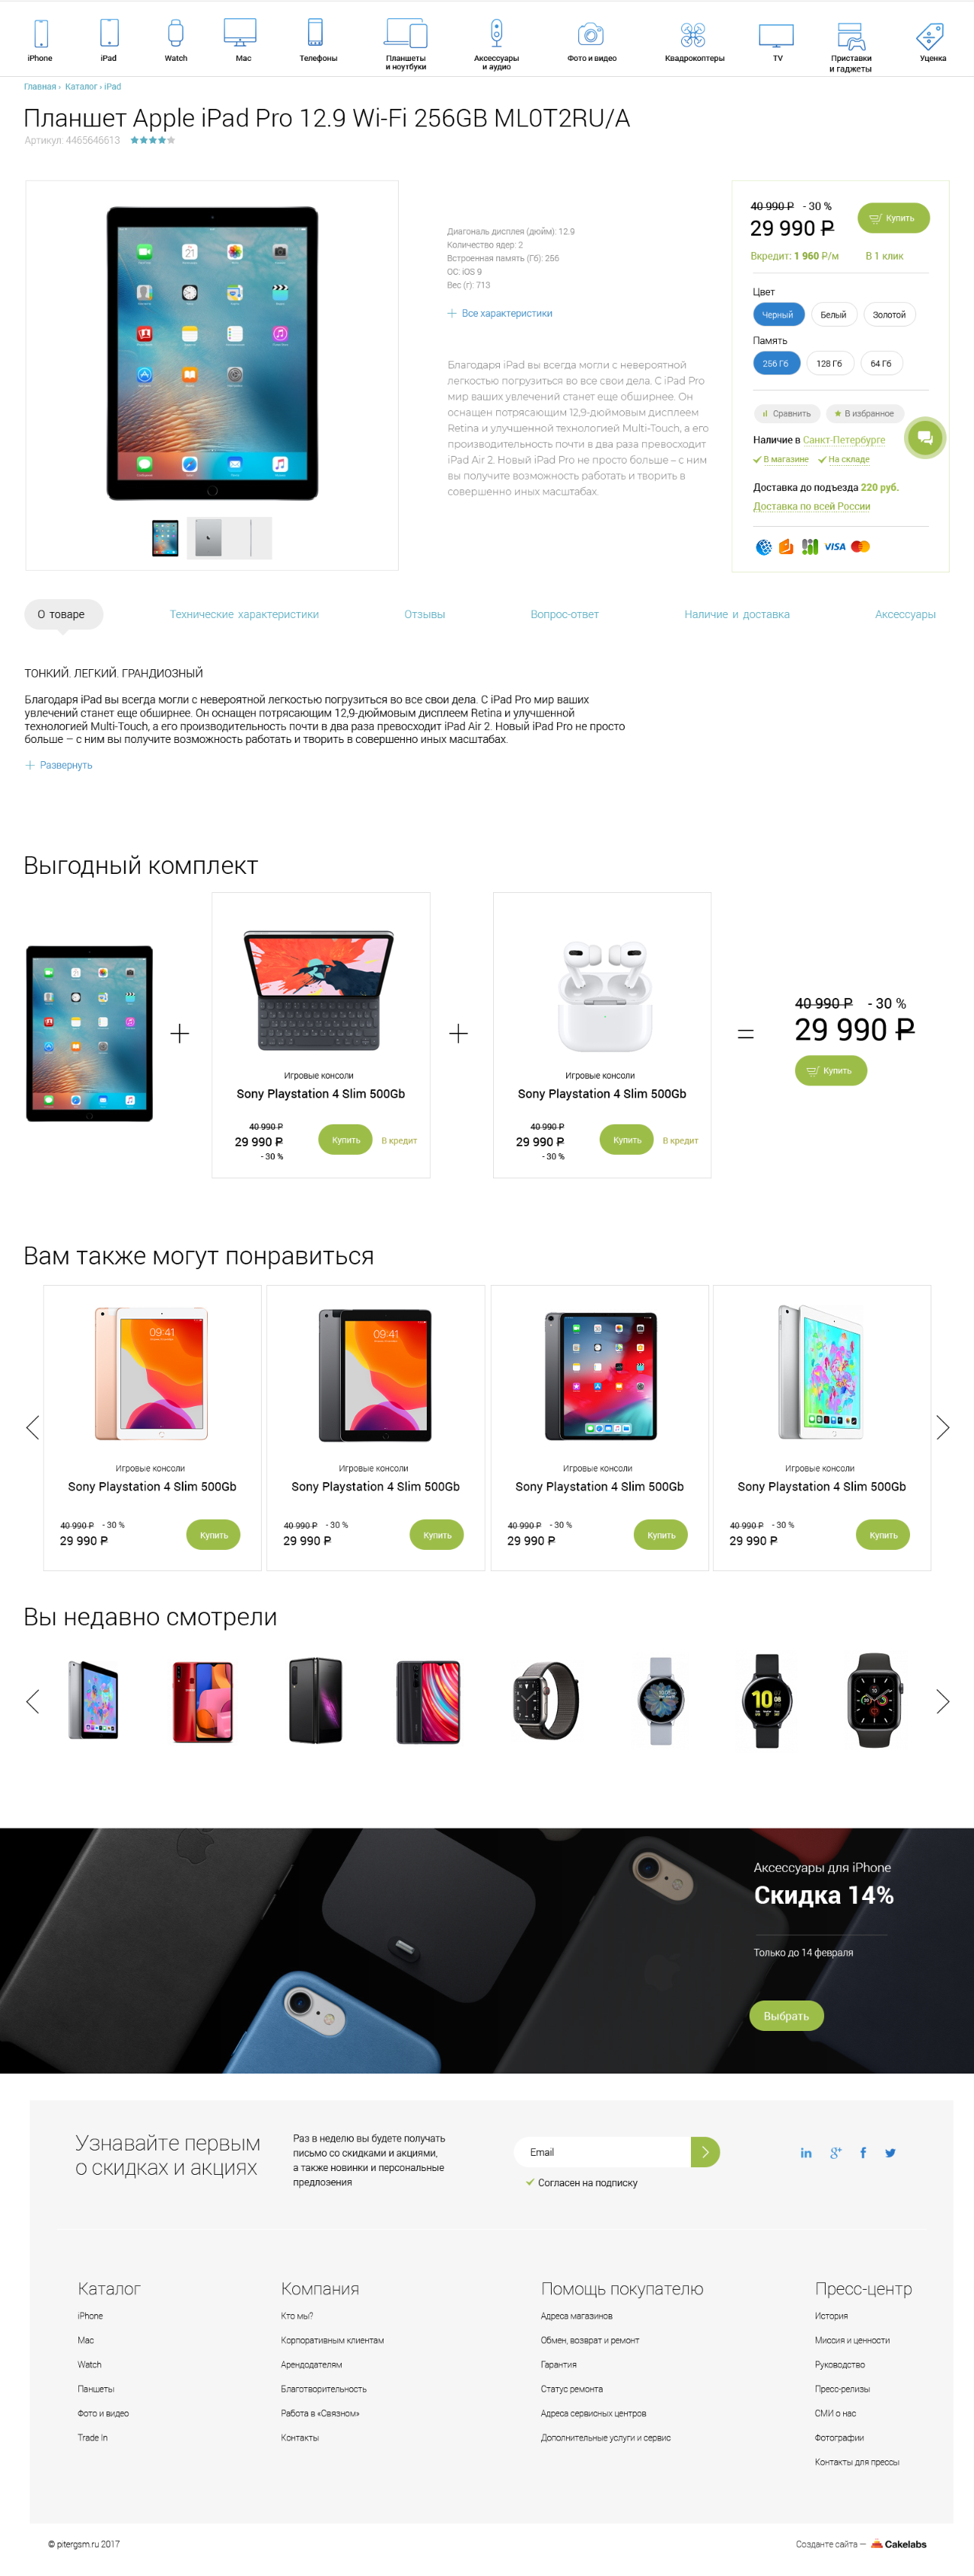 iPhone
iPad
Watch
Mac
Телефоны
Планшеты
и ноутбуки
Аксессуары
и аудио
Фото и видео
Квадрокоптеры
TV
Приставки
и гаджеты
Уценка
Главная › Каталог › iPad
Планшет Apple iPad Pro 12.9 Wi-Fi 256GB ML0T2RU/A
Артикул: 4465646613
Диагональ дисплея (дюйм): 12.9
Количество ядер: 2
Встроенная память (Гб): 256
ОС: iOS 9
Вес (г): 713
Все характеристики
Благодаря iPad вы всегда могли с невероятной
легкостью погрузиться во все свои дела. С iPad Pro
мир ваших увлечений станет еще обширнее. Он
оснащен потрясающим 12,9-дюймовым дисплеем
Retina и улучшенной технологией Multi-Touch, а его
производительность почти в два раза превосходит
iPad Air 2. Новый iPad Pro не просто больше – с ним
вы получите возможность работать и творить в
совершенно иных масштабах.
40 990 ₽ - 30 %
29 990 ₽
Купить
Вкредит: 1 960 Р/м
В 1 клик
Цвет
Черный
Белый
Золотой
Память
256 Гб
128 Гб
64 Гб
Сравнить
В избранное
Наличие в Санкт-Петербурге
В магазине
На складе
Доставка до подъезда 220 руб.
Доставка по всей России
VISA
О товаре
Технические характеристики
Отзывы
Вопрос-ответ
Наличие и доставка
Аксессуары
ТОНКИЙ. ЛЕГКИЙ. ГРАНДИОЗНЫЙ
Благодаря iPad вы всегда могли с невероятной легкостью погрузиться во все свои дела. С iPad Pro мир ваших
увлечений станет еще обширнее. Он оснащен потрясающим 12,9-дюймовым дисплеем Retina и улучшенной
технологией Multi-Touch, а его производительность почти в два раза превосходит iPad Air 2. Новый iPad Pro не просто
больше – с ним вы получите возможность работать и творить в совершенно иных масштабах.
Развернуть
Выгодный комплект
Игровые консоли
Sony Playstation 4 Slim 500Gb
40 990 ₽
29 990 ₽
- 30 %
Купить
В кредит
Игровые консоли
Sony Playstation 4 Slim 500Gb
40 990 ₽
29 990 ₽
- 30 %
Купить
В кредит
40 990 ₽ - 30 %
29 990 ₽
Купить
Вам также могут понравиться
09:41
Игровые консоли
Sony Playstation 4 Slim 500Gb
40 990 ₽ - 30 %
29 990 ₽
Купить
09:41
Игровые консоли
Sony Playstation 4 Slim 500Gb
40 990 ₽ - 30 %
29 990 ₽
Купить
Игровые консоли
Sony Playstation 4 Slim 500Gb
40 990 ₽ - 30 %
29 990 ₽
Купить
Игровые консоли
Sony Playstation 4 Slim 500Gb
40 990 ₽ - 30 %
29 990 ₽
Купить
Вы недавно смотрели
Аксессуары для iPhone
Скидка 14%
Только до 14 февраля
Выбрать
Узнавайте первым
о скидках и акциях
Раз в неделю вы будете получать
письмо со скидками и акциями,
а также новинки и персональные
предлозения
Email
Согласен на подписку
Каталог
iPhone
Mac
Watch
Паншеты
Фото и видео
Trade In
Компания
Кто мы?
Корпоративным клиентам
Арендодателям
Благотворительность
Работа в «Связном»
Контакты
Помощь покупателю
Адреса магазинов
Обмен, возврат и ремонт
Гарантия
Статус ремонта
Адреса сервисных центров
Дополнительные услуги и сервис
Пресс-центр
История
Миссия и ценности
Руководство
Пресс-релизы
СМИ о нас
Фотографии
Контакты для прессы
© pitergsm.ru 2017
Созданте сайта — Cakelabs